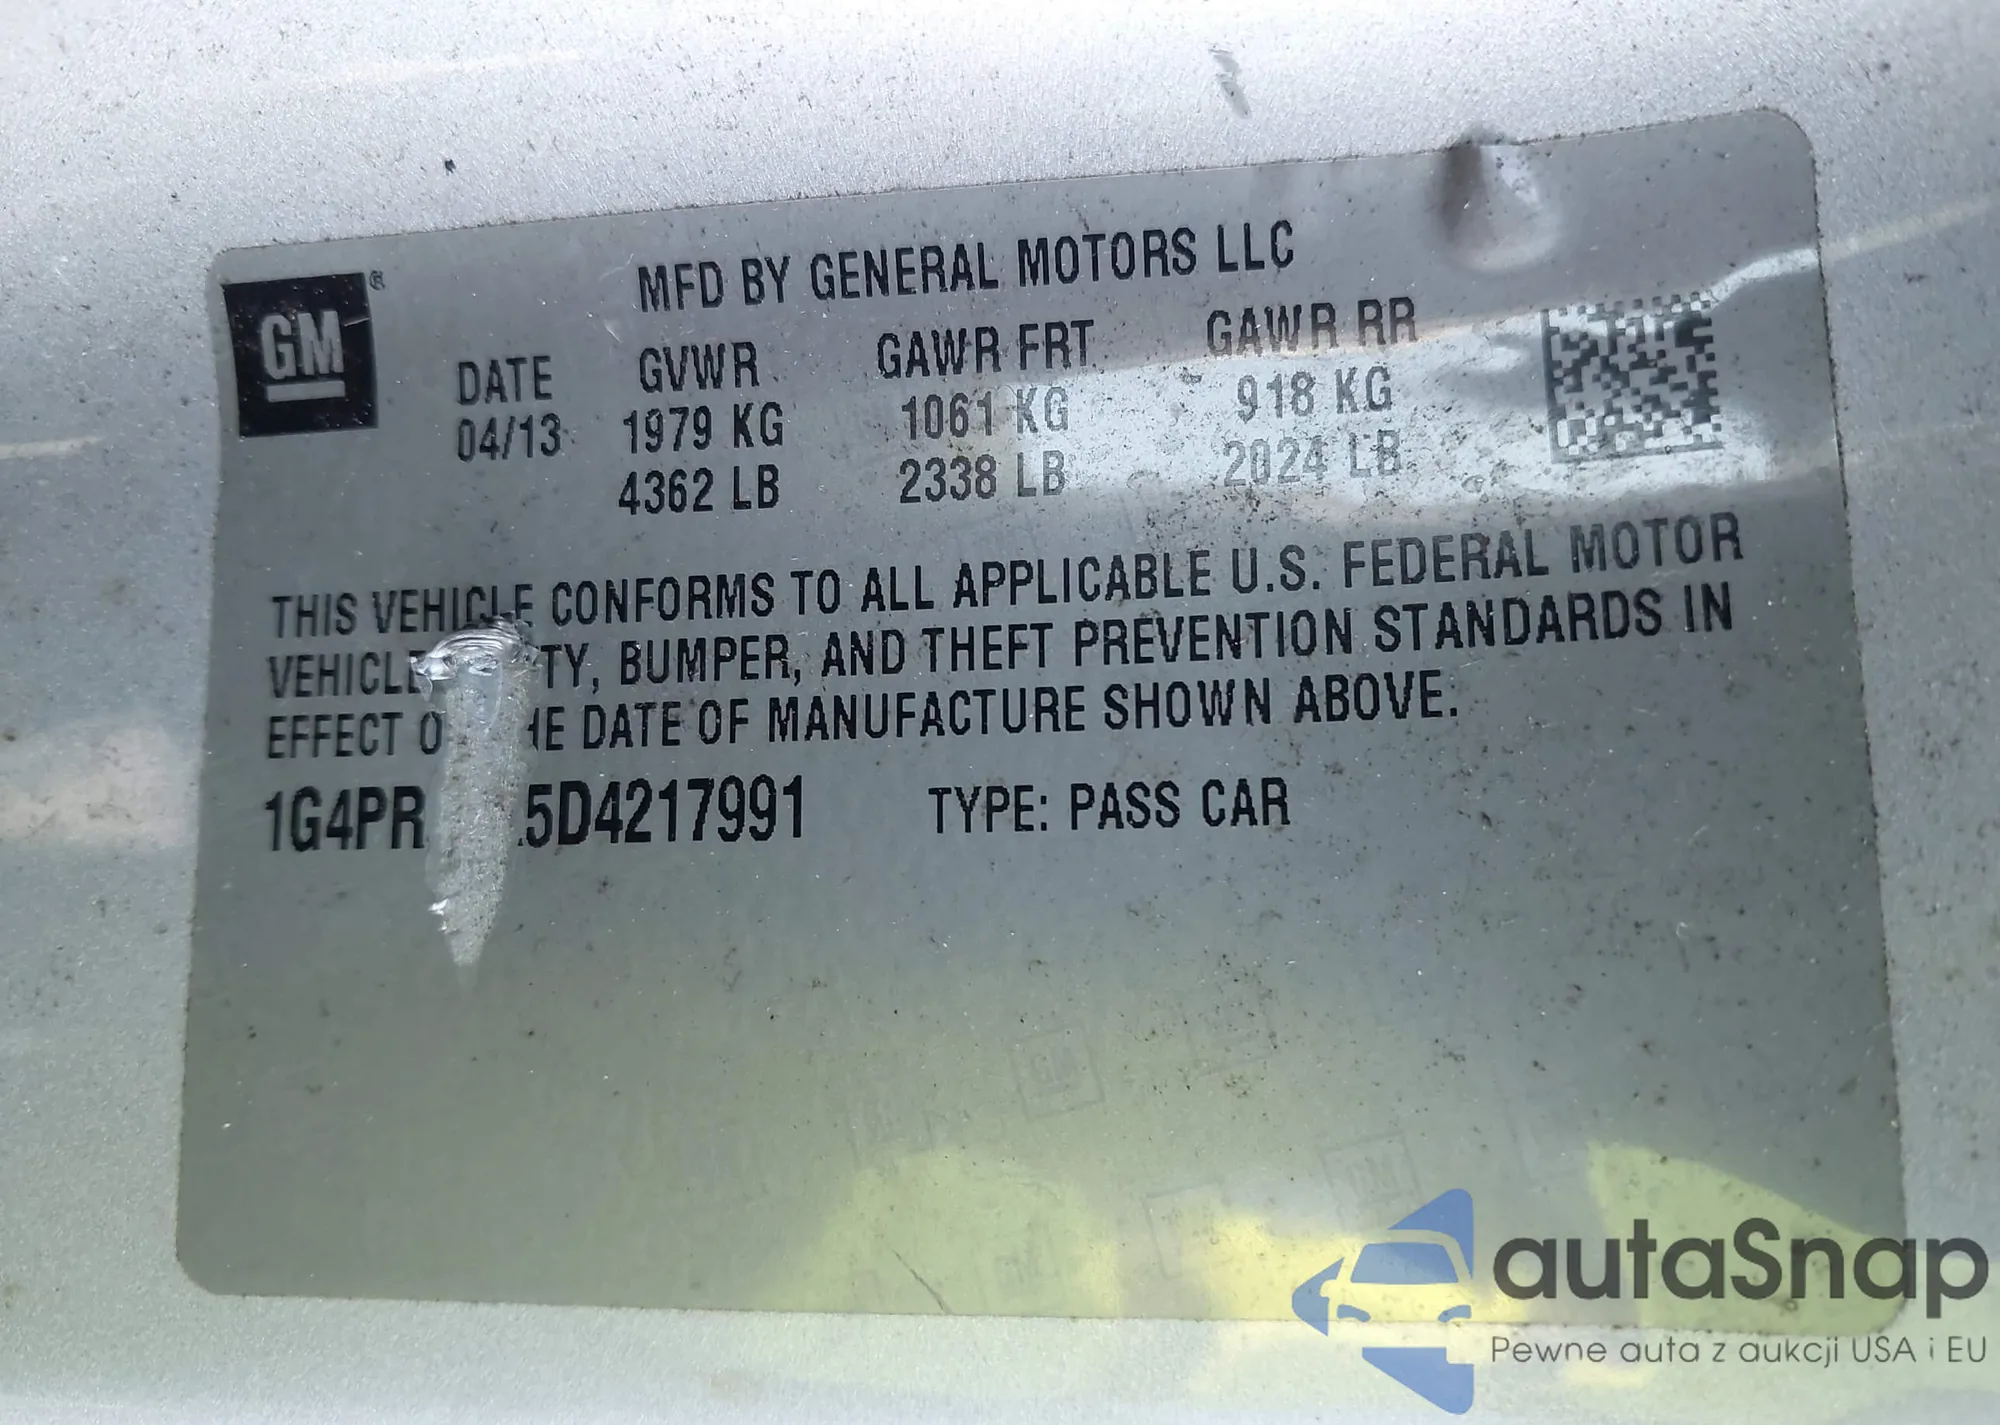 GM®
MFD BY GENERAL MOTORS LLC
DATE GVWR GAWR FRT GAWR RR
04/13 1979 KG 1061 KG 918 KG
4362 LB 2338 LB 2024 LB
THIS VEHICLE CONFORMS TO ALL APPLICABLE U.S. FEDERAL MOTOR
BUMPER, AND THEFT PREVENTION STANDARDS IN
EFFECT DATE OF MANUFACTURE SHOWN ABOVE.
1G4PR 5D4217991 TYPE: PASS CAR
autaSnap
Pewne auta z aukcji USA i EU